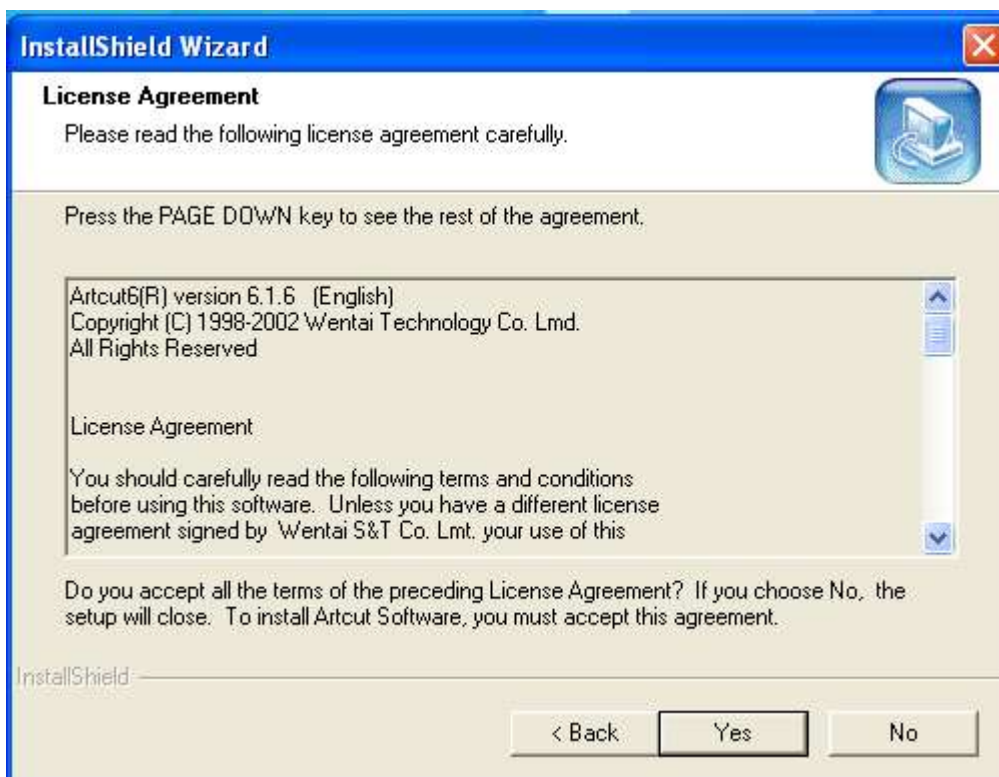 InstallShield Wizard
License Agreement
Please read the following license agreement carefully.
Press the PAGE DOWN key to see the rest of the agreement.
Artcut6(R) version 6.1.6 (English)
Copyright (C) 1998-2002 Wentai Technology Co. Lmd.
All Rights Reserved
License Agreement
You should carefully read the following terms and conditions
before using this software. Unless you have a different license
agreement signed by Wentai S&T Co. Lmt. your use of this
Do you accept all the terms of the preceding License Agreement? If you choose No, the
setup will close. To install Artcut Software, you must accept this agreement.
InstallShield
< Back Yes No